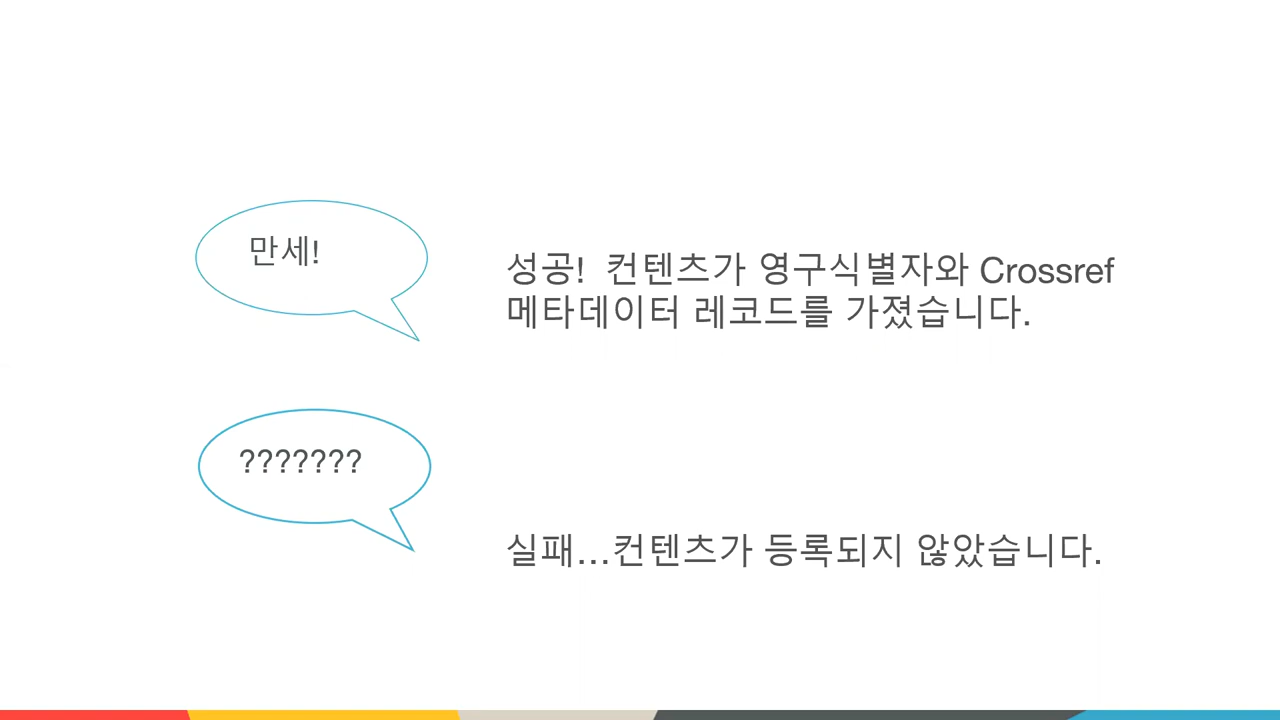 만세!
성공! 컨텐츠가 영구식별자와 Crossref
메타데이터 레코드를 가졌습니다.
???????
실패...컨텐츠가 등록되지 않았습니다.